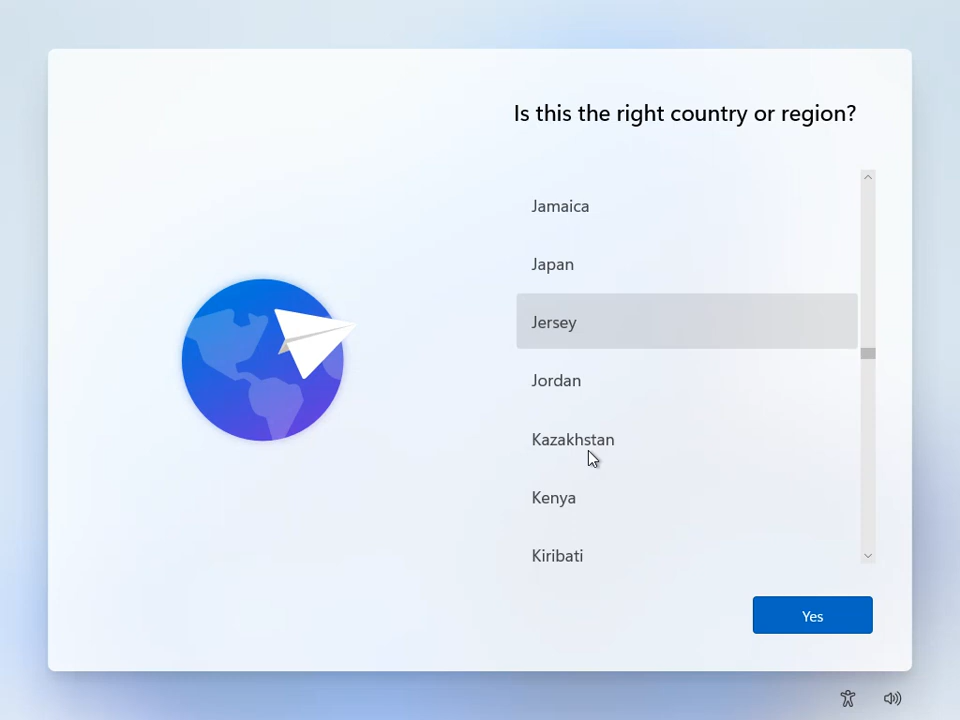 Is this the right country or region?
Jamaica
Japan
Jersey
Jordan
Kazakhstan
Kenya
Kiribati
Yes